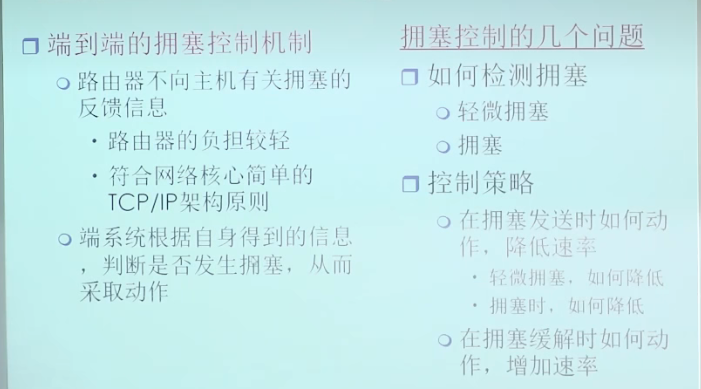 端到端的拥塞控制机制
路由器不向主机有关拥塞的
反馈信息
路由器的负担较轻
符合网络核心简单的
TCP/IP架构原则
端系统根据自身得到的信息
，判断是否发生拥塞，从而
采取动作
拥塞控制的几个问题
如何检测拥塞
轻微拥塞
拥塞
控制策略
在拥塞发送时如何动
作，降低速率
轻微拥塞，如何降低
拥塞时，如何降低
在拥塞缓解时如何动
作，增加速率